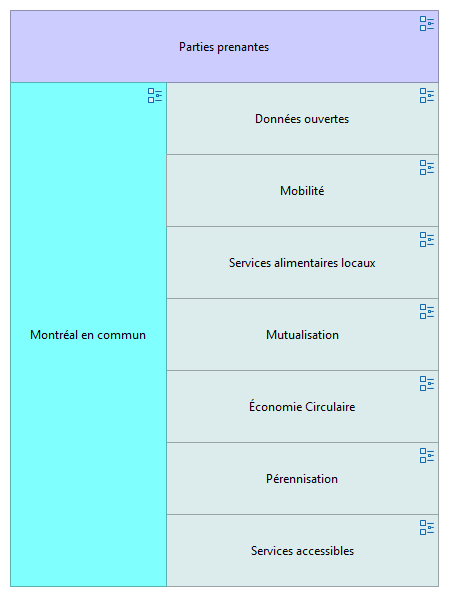 Parties prenantes
Données ouvertes
Mobilité
Services alimentaires locaux
Montréal en commun
Mutualisation
Économie Circulaire
Pérennisation
Services accessibles